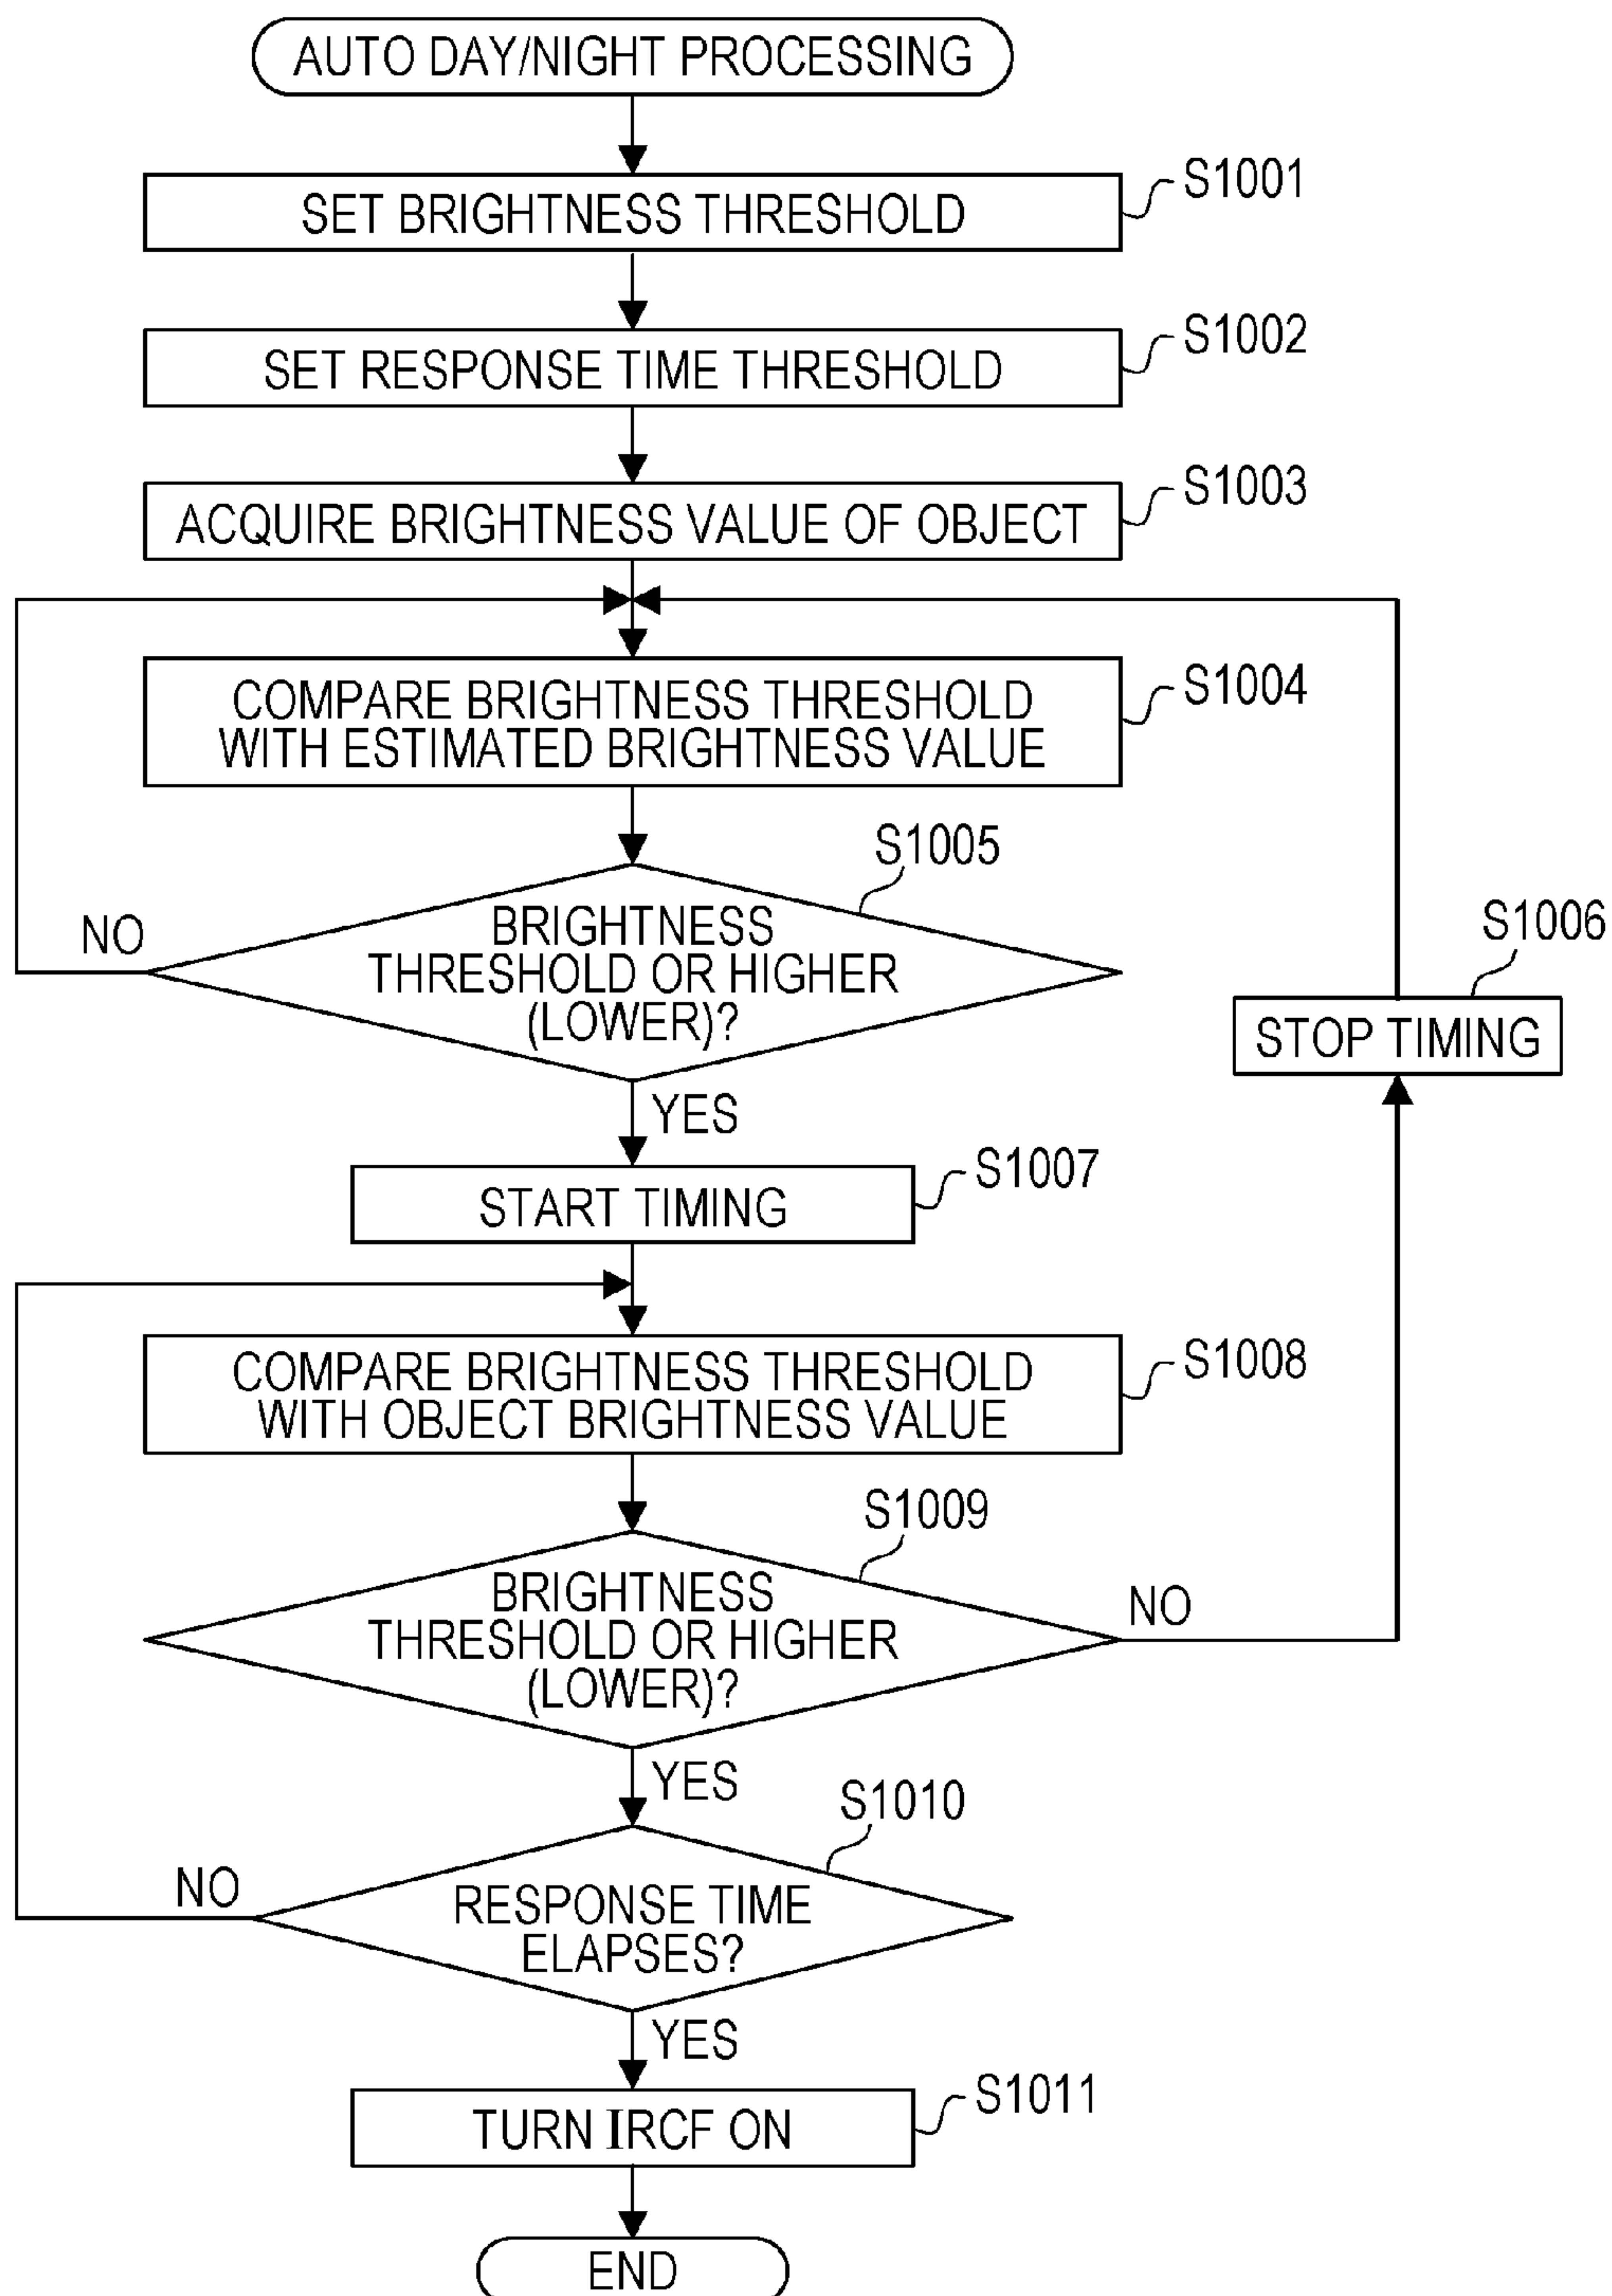 AUTO DAY/NIGHT PROCESSING
S1001
SET BRIGHTNESS THRESHOLD
S1002
SET RESPONSE TIME THRESHOLD
S1003
ACQUIRE BRIGHTNESS VALUE OF OBJECT
S1004
COMPARE BRIGHTNESS THRESHOLD
WITH ESTIMATED BRIGHTNESS VALUE
S1005
BRIGHTNESS
THRESHOLD OR HIGHER
(LOWER)?
NO
YES
S1006
STOP TIMING
S1007
START TIMING
S1008
COMPARE BRIGHTNESS THRESHOLD
WITH OBJECT BRIGHTNESS VALUE
S1009
BRIGHTNESS
THRESHOLD OR HIGHER
(LOWER)?
NO
YES
S1010
RESPONSE TIME
ELAPSES?
NO
YES
S1011
TURN IRCF ON
END